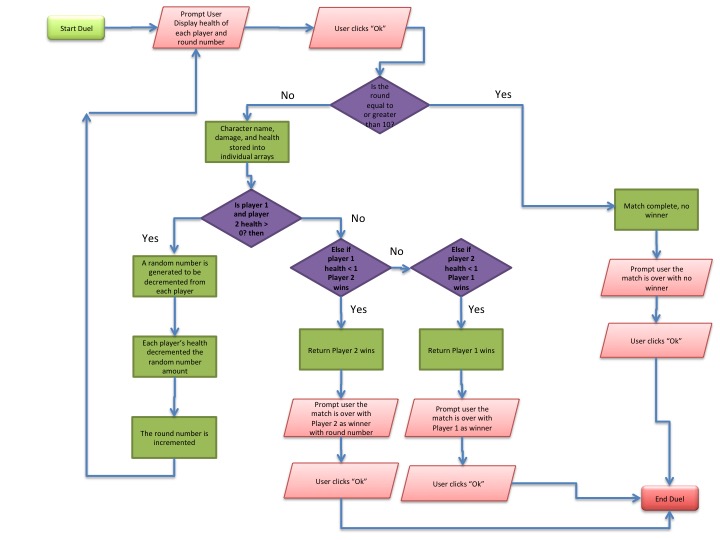 Start Duel
Prompt User
Display health of
each player and
round number
User clicks "Ok"
Is the
round
equal to
or greater
than 10?
No
Yes
Character name,
damage, and health
stored into
individual arrays
Match complete, no
winner
Is player 1
and player
2 health >
0? then
Yes
No
A random number is
generated to be
decremented from
each player
Else if
player 1
health < 1
Player 2
wins
No
Else if
player 2
health < 1
Player 1
wins
Prompt user the
match is over with no
winner
Yes
Yes
Each player's health
decremented the
random number
amount
Return Player 2 wins
Return Player 1 wins
User clicks "Ok"
The round number is
incremented
Prompt user the
match is over with
Player 2 as winner
with round number
Prompt user the
match is over with
Player 1 as winner
User clicks "Ok"
User clicks "Ok"
End Duel